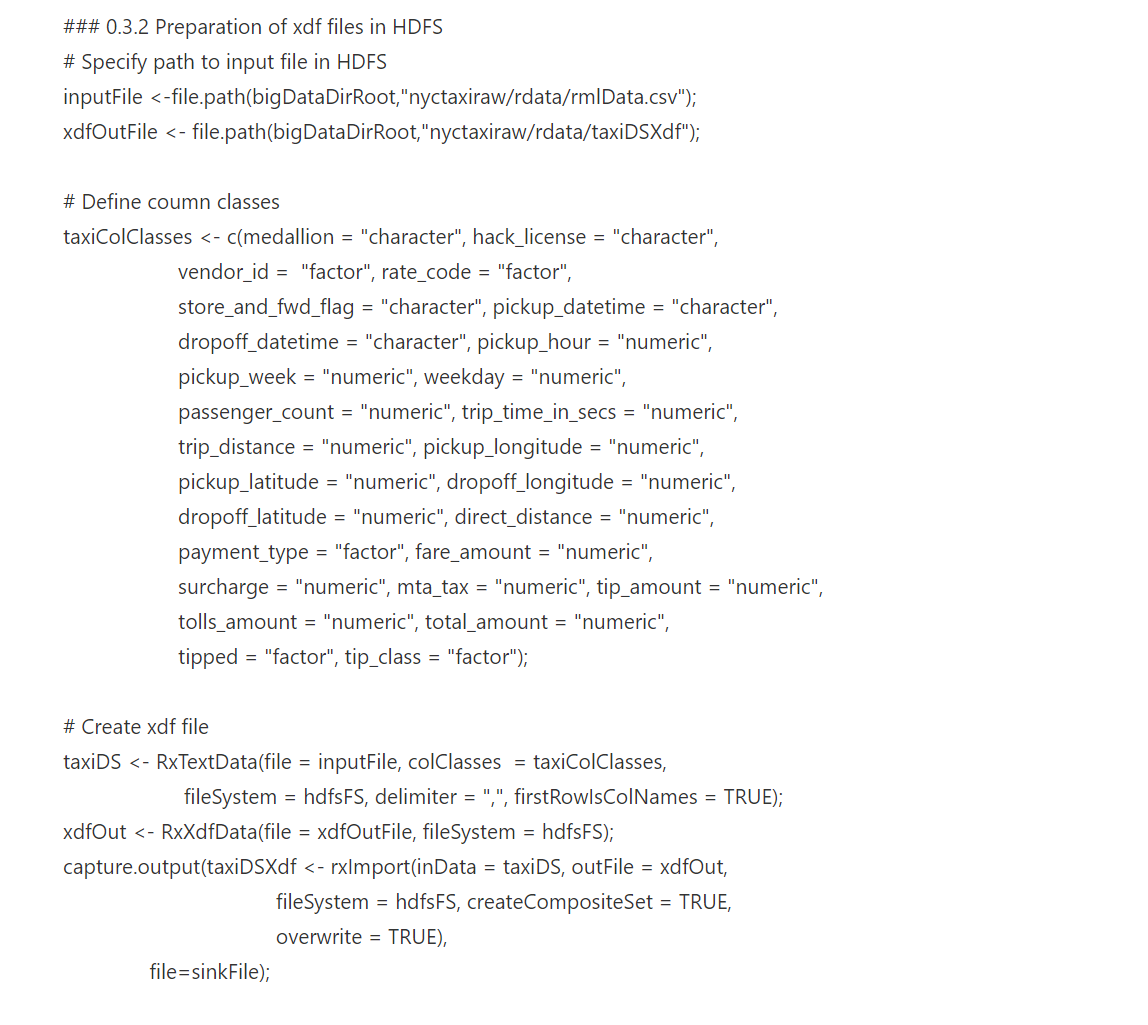 ### 0.3.2 Preparation of xdf files in HDFS
# Specify path to input file in HDFS
inputFile <-file.path(bigDataDirRoot,"nyctaxiraw/rdata/rmlData.csv");
xdfOutFile <- file.path(bigDataDirRoot,"nyctaxiraw/rdata/taxiDSXdf");
# Define coumn classes
taxiColClasses <- c(medallion = "character", hack_license = "character",
vendor_id =  "factor", rate_code = "factor",
store_and_fwd_flag = "character", pickup_datetime = "character",
dropoff_datetime = "character", pickup_hour = "numeric",
pickup_week = "numeric", weekday = "numeric",
passenger_count = "numeric", trip_time_in_secs = "numeric",
trip_distance = "numeric", pickup_longitude = "numeric",
pickup_latitude = "numeric", dropoff_longitude = "numeric",
dropoff_latitude = "numeric", direct_distance = "numeric",
payment_type = "factor", fare_amount = "numeric",
surcharge = "numeric", mta_tax = "numeric", tip_amount = "numeric",
tolls_amount = "numeric", total_amount = "numeric",
tipped = "factor", tip_class = "factor");
# Create xdf file
taxiDS <- RxTextData(file = inputFile, colClasses  = taxiColClasses,
fileSystem = hdfsFS, delimiter = ",", firstRowIsColNames = TRUE);
xdfOut <- RxXdfData(file = xdfOutFile, fileSystem = hdfsFS);
capture.output(taxiDSXdf <- rxImport(inData = taxiDS, outFile = xdfOut,
fileSystem = hdfsFS, createCompositeSet = TRUE,
overwrite = TRUE),
file=sinkFile);